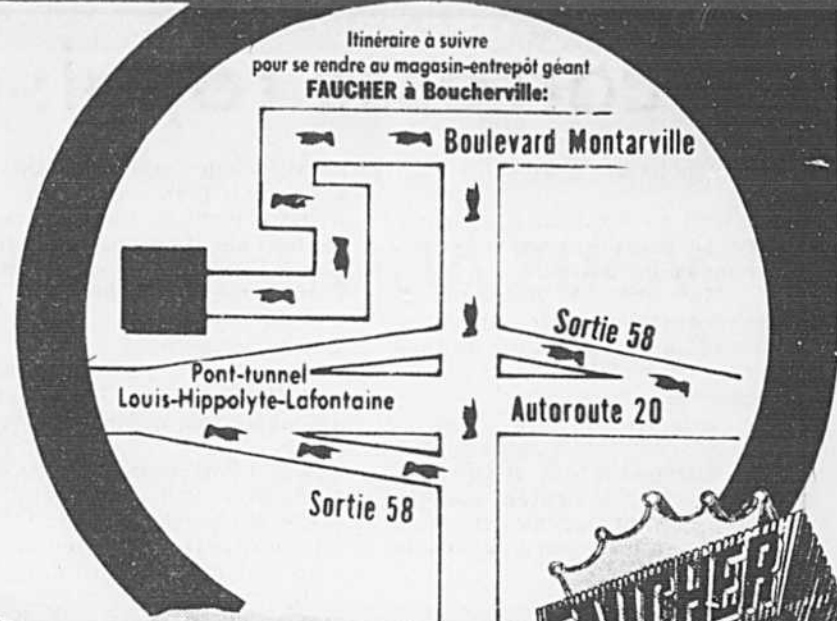 Itinéraire à suivre
pour se rendre au magasin-entrepôt géant
FAUCHER à Boucherville:
Boulevard Montarville
Sortie 58
Pont-tunnel
Louis-Hippolyte-Lafontaine
Autoroute 20
Sortie 58
FAUCHER